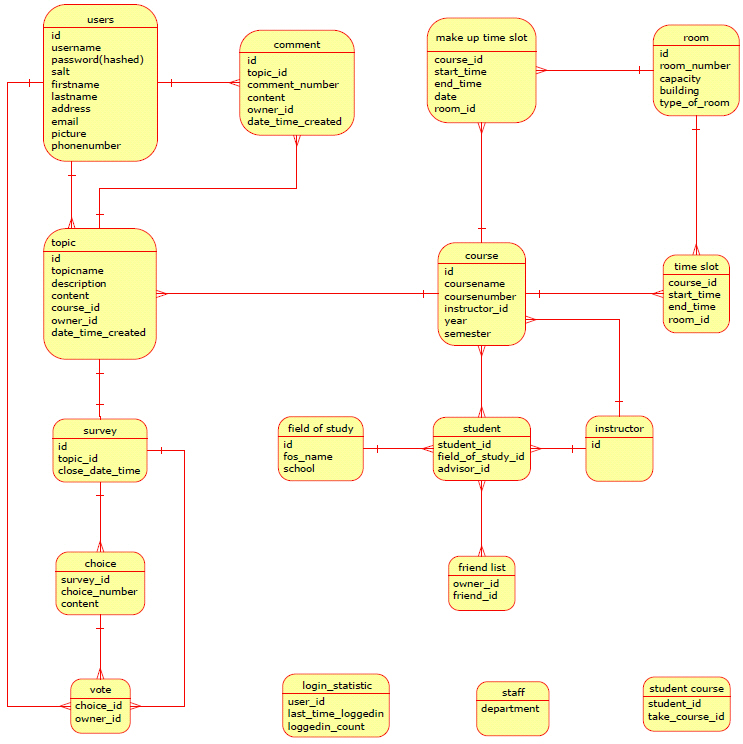 users
id
username
password(hashed)
salt
firstname
lastname
address
email
picture
phonenumber
comment
id
topic_id
comment_number
content
owner_id
date_time_created
make up time slot
course_id
start_time
end_time
date
room_id
room
id
room_number
capacity
building
type_of_room
topic
id
topicname
description
content
course_id
owner_id
date_time_created
course
id
coursename
coursenumber
instructor_id
year
semester
time slot
course_id
start_time
end_time
room_id
survey
id
topic_id
close_date_time
field of study
id
fos_name
school
student
student_id
field_of_study_id
advisor_id
instructor
id
choice
survey_id
choice_number
content
friend list
owner_id
friend_id
vote
choice_id
owner_id
login_statistic
user_id
last_time_loggedin
loggedin_count
staff
department
student course
student_id
take_course_id